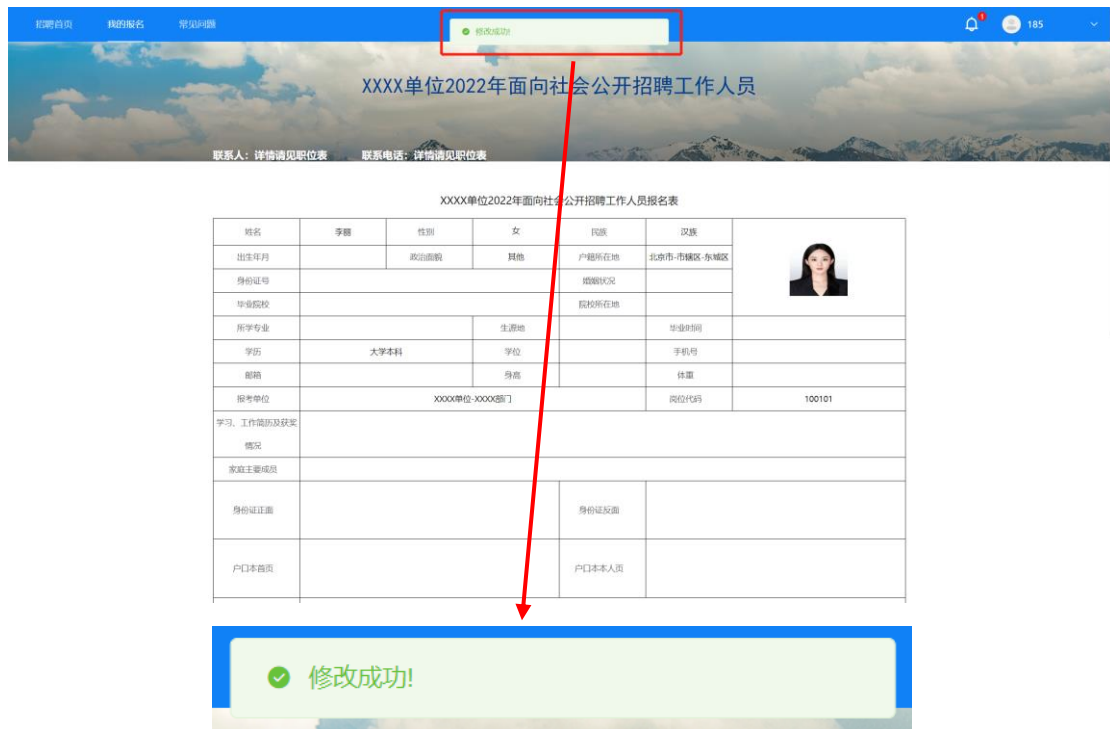 招聘首页 我的报名 常见问题 修改成功! 1 185
XXXX单位2022年面向社会公开招聘工作人员
联系人：详情请见职位表 联系电话：详情请见职位表
XXXX单位2022年面向社会公开招聘工作人员报名表
姓名 李丽 性别 女 民族 汉族
出生年月 政治面貌 其他 户籍所在地 北京市-市辖区-东城区
身份证号 婚姻状况
毕业院校 院校所在地
所学专业 生源地 毕业时间
学历 大学本科 学位 手机号
邮箱 身高 体重
报考单位 XXXX单位-XXXX部门 岗位代码 100101
学习、工作简历及获奖
情况
家庭主要成员
身份证正面 身份证反面
户口本首页 户口本本人页
修改成功!